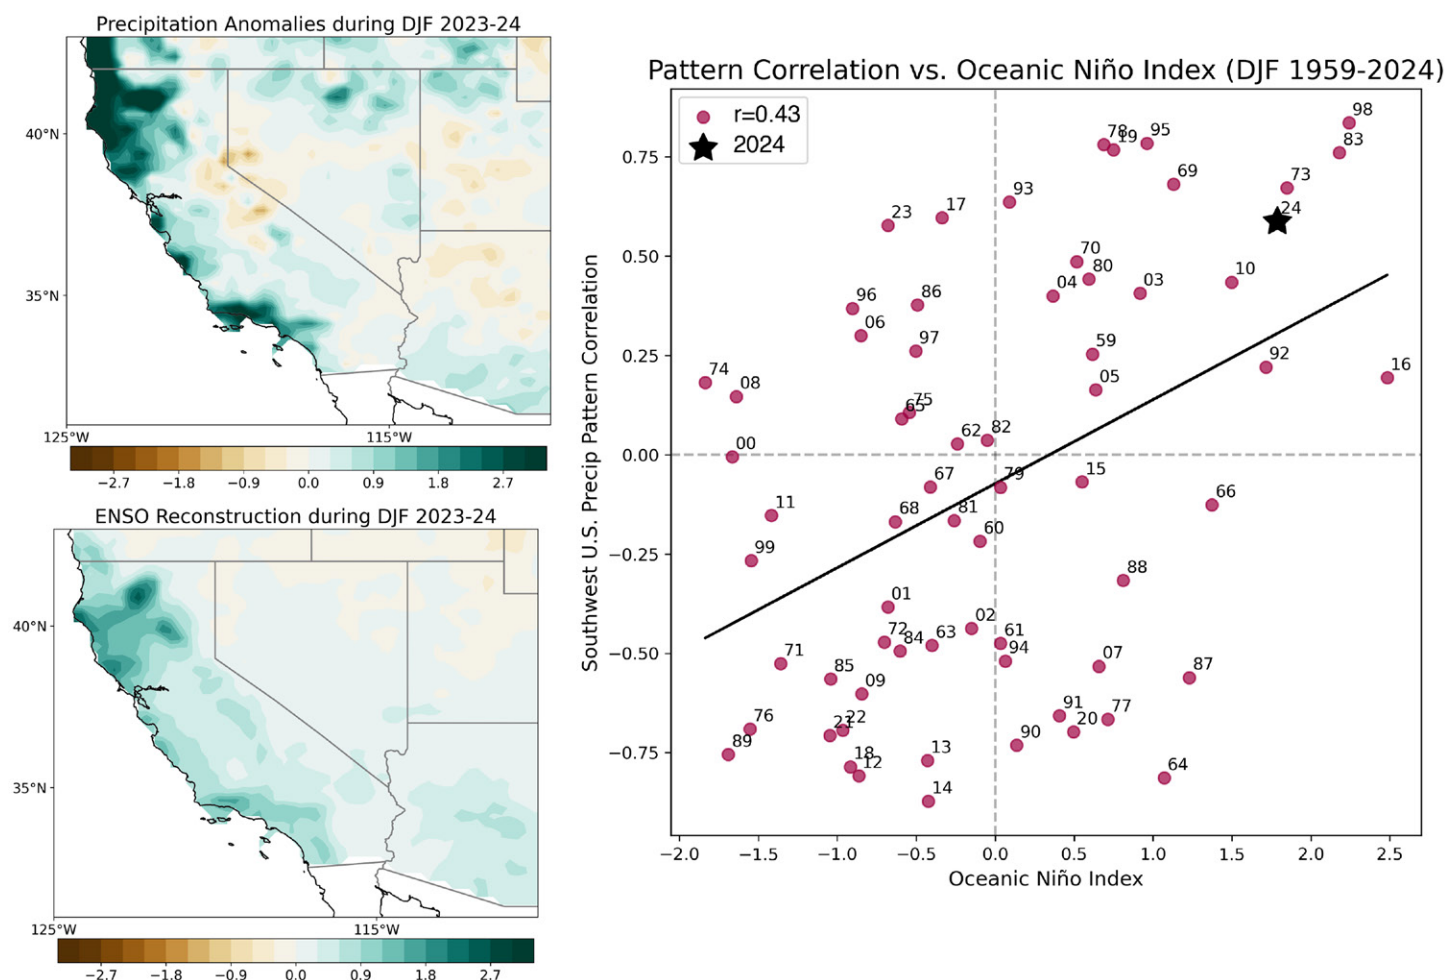 Precipitation Anomalies during DJF 2023-24
40°N
35°N
125°W 115°W
−2.7 −1.8 −0.9 0.0 0.9 1.8 2.7
ENSO Reconstruction during DJF 2023-24
40°N
35°N
125°W 115°W
−2.7 −1.8 −0.9 0.0 0.9 1.8 2.7
Pattern Correlation vs. Oceanic Niño Index (DJF 1959-2024)
r=0.43
2024
Southwest U.S. Precip Pattern Correlation
0.75
0.50
0.25
0.00
−0.25
−0.50
−0.75
98
83
78 19 95
69
73
24
93
23 17
70
80
04 03 10
96 86
06
97
59
92
16
05
74
08
75
65
62 82
00
67 79 15
66
11
68 81
60
99
88
01
02
72 84 63 61
94
71
85
09
07
87
76
21 22
91
20 77
90
89
18 12
13
14
64
−2.0 −1.5 −1.0 −0.5 0.0 0.5 1.0 1.5 2.0 2.5
Oceanic Niño Index